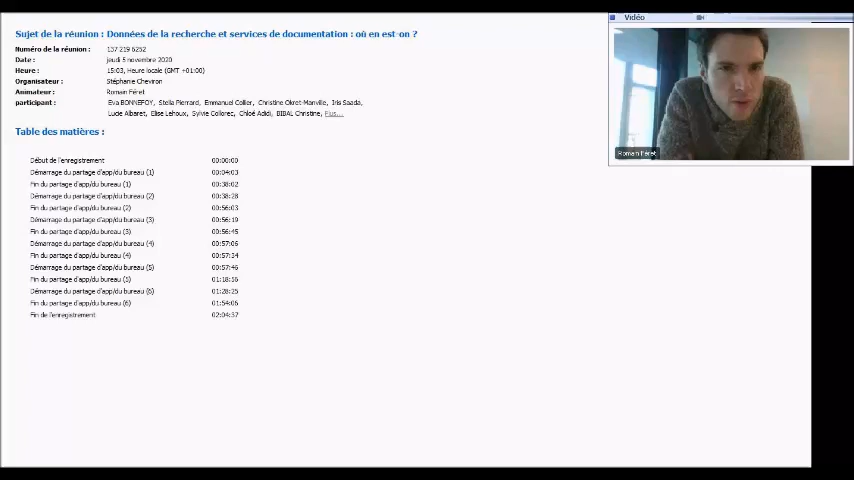 Vidéo
Sujet de la réunion : Données de la recherche et services de documentation : où en est-on ?
Numéro de la réunion : 137 219 6252
Date : jeudi 5 novembre 2020
Heure : 15:03, Heure locale (GMT +01:00)
Organisateur : Stéphanie Cheviron
Animateur : Romain Féret
participant : Eva BONNEFOY, Stella Pierrard, Emmanuel Collier, Christine Okret-Manville, Iris Saada,
Lucie Albaret, Elise Lehoux, Sylvie Collorec, Chloé Adidi, BIBAL Christine, Plus...
Table des matières :
Romain Féret
Début de l'enregistrement 00:00:00
Démarrage du partage d'app/du bureau (1) 00:04:03
Fin du partage d'app/du bureau (1) 00:38:02
Démarrage du partage d'app/du bureau (2) 00:38:28
Fin du partage d'app/du bureau (2) 00:56:03
Démarrage du partage d'app/du bureau (3) 00:56:19
Fin du partage d'app/du bureau (3) 00:56:45
Démarrage du partage d'app/du bureau (4) 00:57:06
Fin du partage d'app/du bureau (4) 00:57:34
Démarrage du partage d'app/du bureau (5) 00:57:46
Fin du partage d'app/du bureau (5) 01:18:56
Démarrage du partage d'app/du bureau (6) 01:28:25
Fin du partage d'app/du bureau (6) 01:54:06
Fin de l'enregistrement 02:04:37